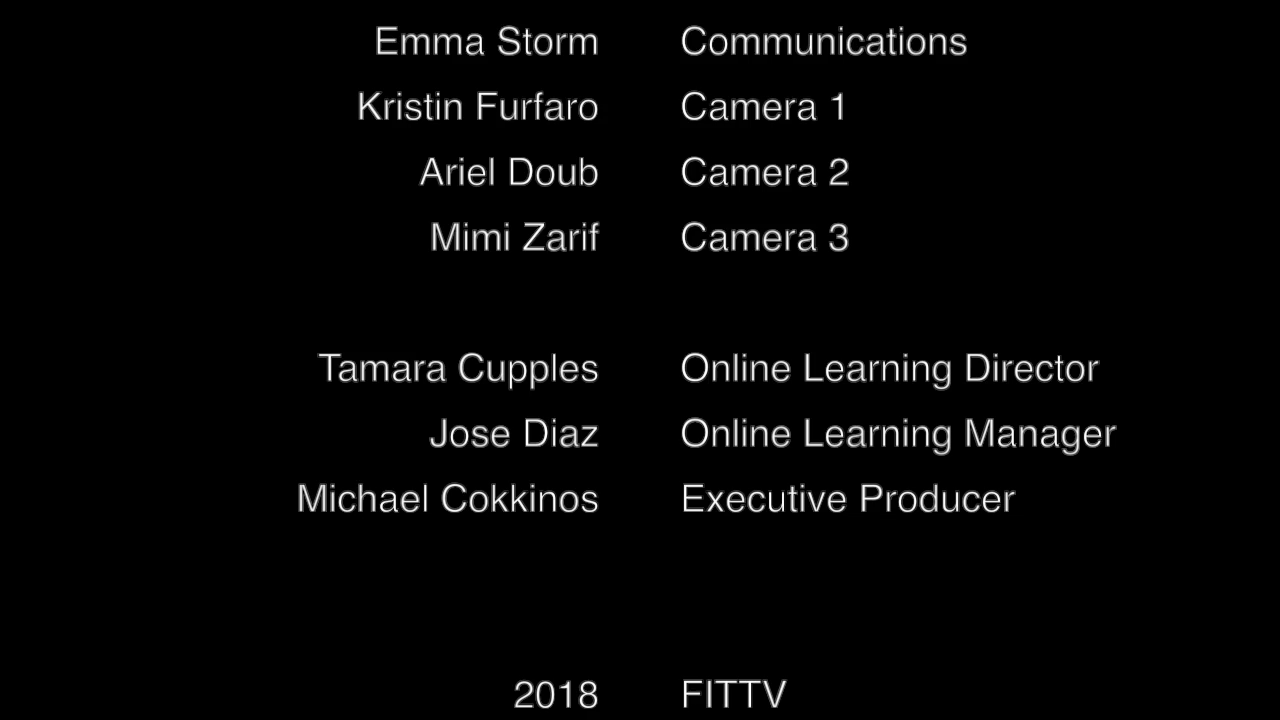 Emma Storm Communications
Kristin Furfaro Camera 1
Ariel Doub Camera 2
Mimi Zarif Camera 3
Tamara Cupples Online Learning Director
Jose Diaz Online Learning Manager
Michael Cokkinos Executive Producer
2018 FITTV